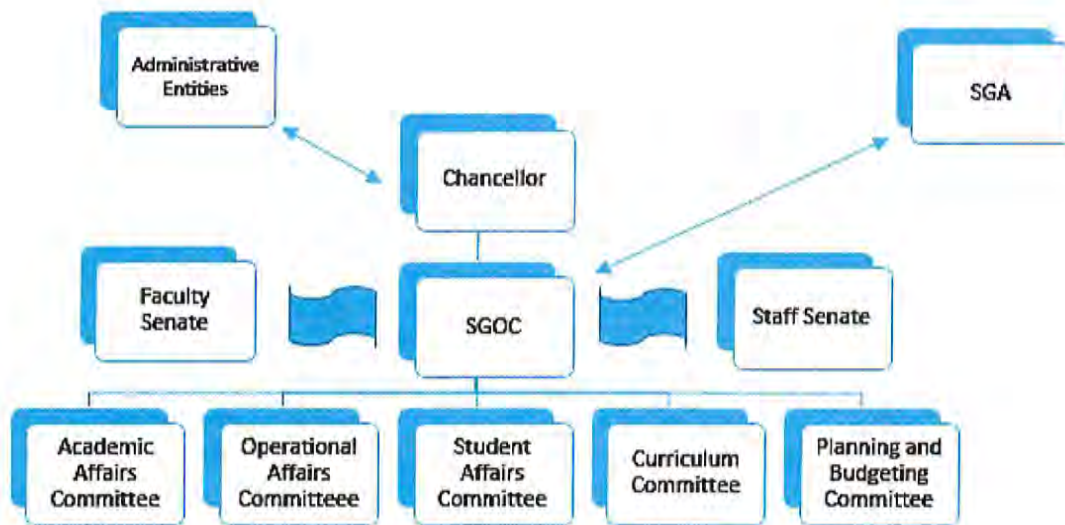 Administrative
Entities
SGA
Chancellor
Faculty
Senate
SGOC
Staff Senate
Academic
Affairs
Committee
Operational
Affairs
Committeee
Student
Affairs
Committee
Curriculum
Committee
Planning and
Budgeting
Committee